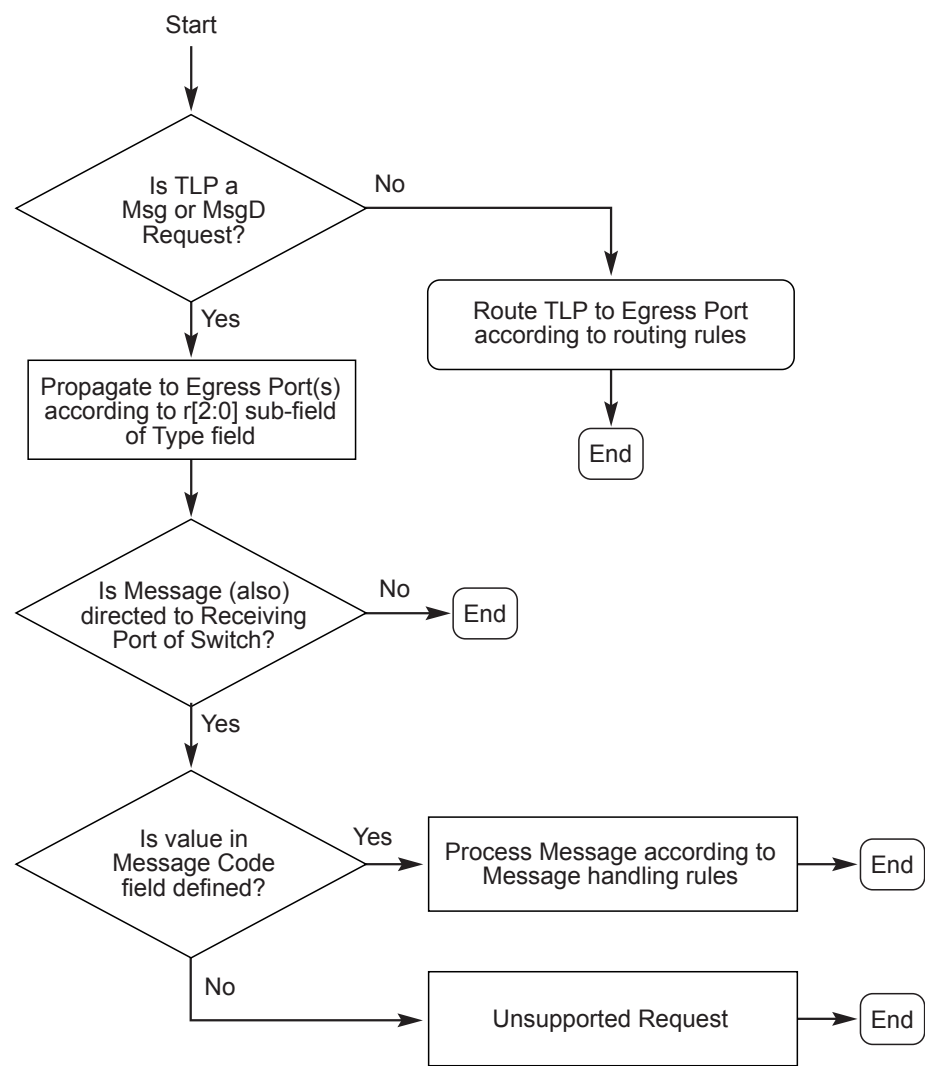 Start
Is TLP a
Msg or MsgD
Request?
No
Yes
Route TLP to Egress Port
according to routing rules
Propagate to Egress Port(s)
according to r[2:0] sub-field
of Type field
End
Is Message (also)
directed to Receiving
Port of Switch?
No
End
Yes
Is value in
Message Code
field defined?
Yes
Process Message according to
Message handling rules
End
No
Unsupported Request
End